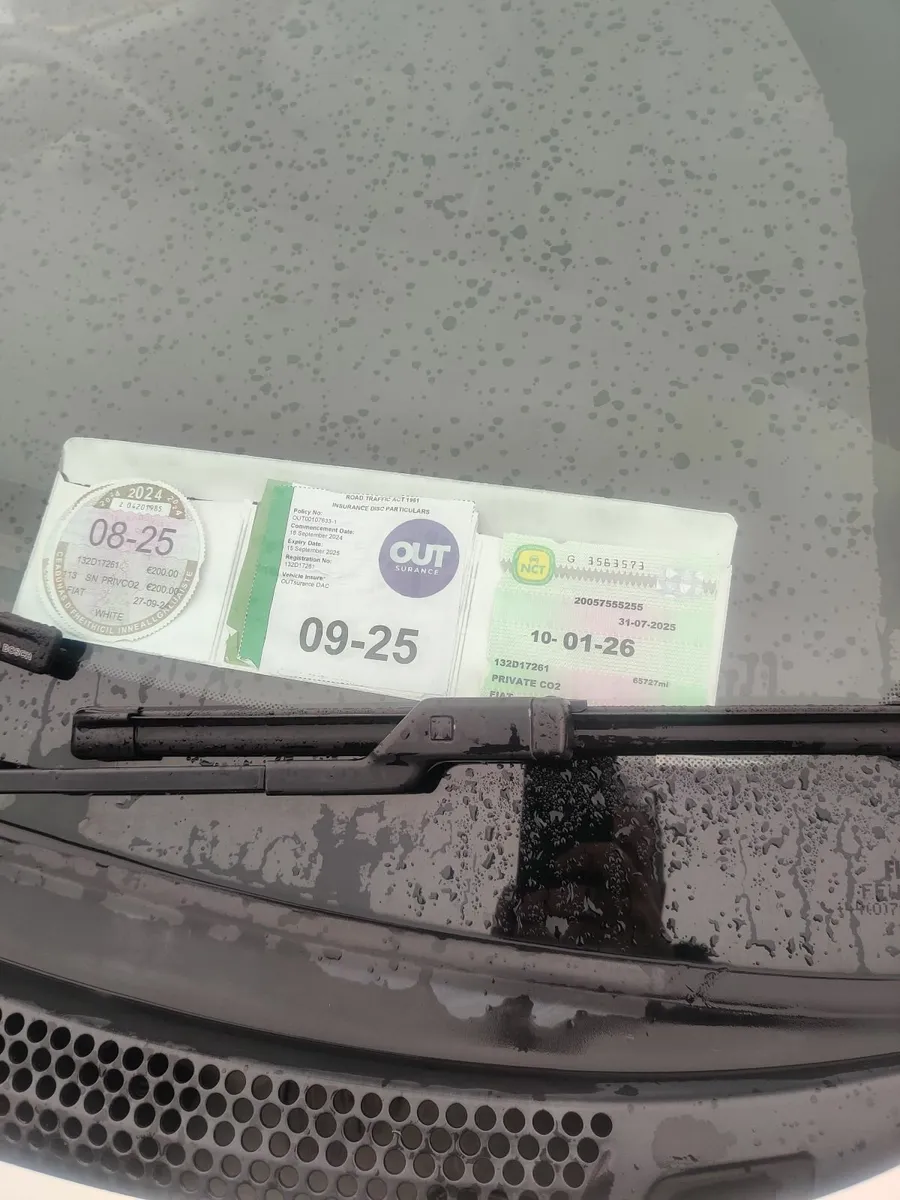 2024
08-25
132D17261
€200.00
SN PRIVCO2 €200.00
FIAT
27-09-24
WHITE
ROAD TRAFFIC ACT 1961
INSURANCE DISC PARTICULARS
Policy No:
Commencement Date:
16 September 2024
Expiry Date:
15 September 2025
Registration No:
132D17261
Vehicle Insurer:
OUTsurance DAC
OUT
SURANCE
09-25
NCT
G 3563573
20057555255
31-07-2025
10-01-26
132D17261
PRIVATE CO2
65727mi
FIAT
BOSCH